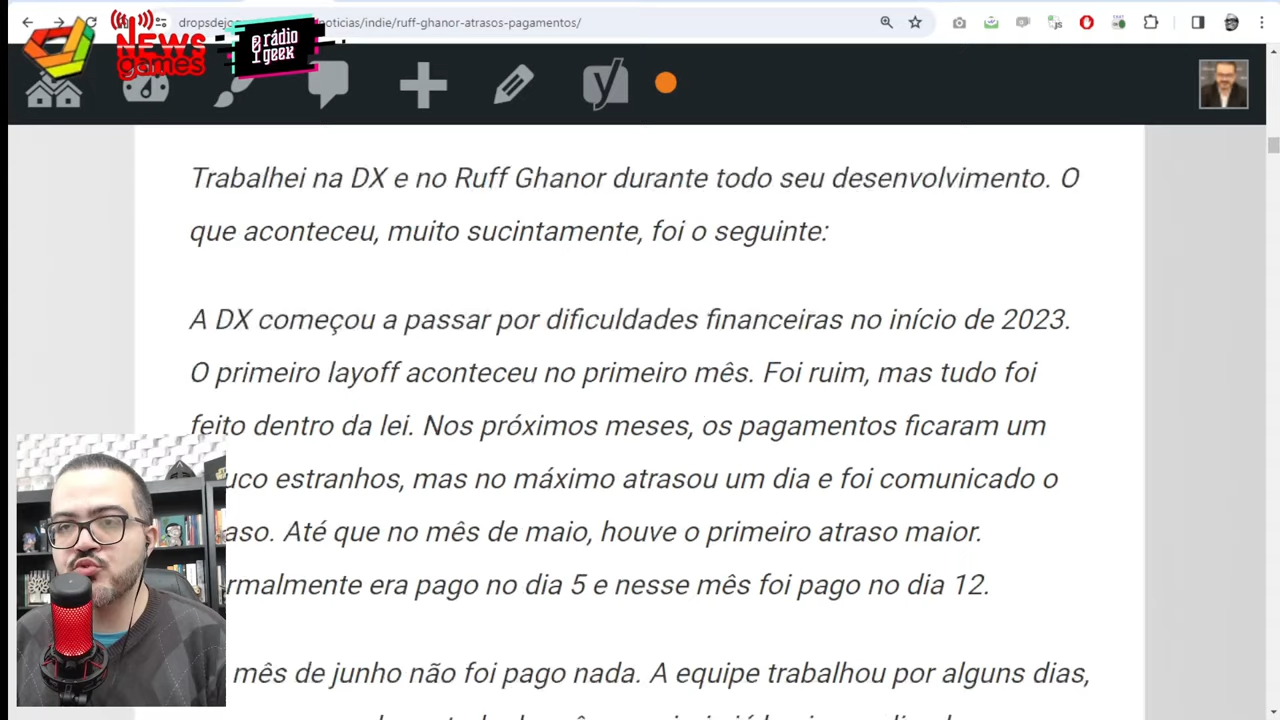 dropsdejo
noticias/indie/ruff-ghanor-atrasos-pagamentos/
NEWS
games
rádio
geek
Trabalhei na DX e no Ruff Ghanor durante todo seu desenvolvimento. O
que aconteceu, muito sucintamente, foi o seguinte:
A DX começou a passar por dificuldades financeiras no início de 2023.
O primeiro layoff aconteceu no primeiro mês. Foi ruim, mas tudo foi
feito dentro da lei. Nos próximos meses, os pagamentos ficaram um
uco estranhos, mas no máximo atrasou um dia e foi comunicado o
aso. Até que no mês de maio, houve o primeiro atraso maior.
rmalmente era pago no dia 5 e nesse mês foi pago no dia 12.
mês de junho não foi pago nada. A equipe trabalhou por alguns dias,